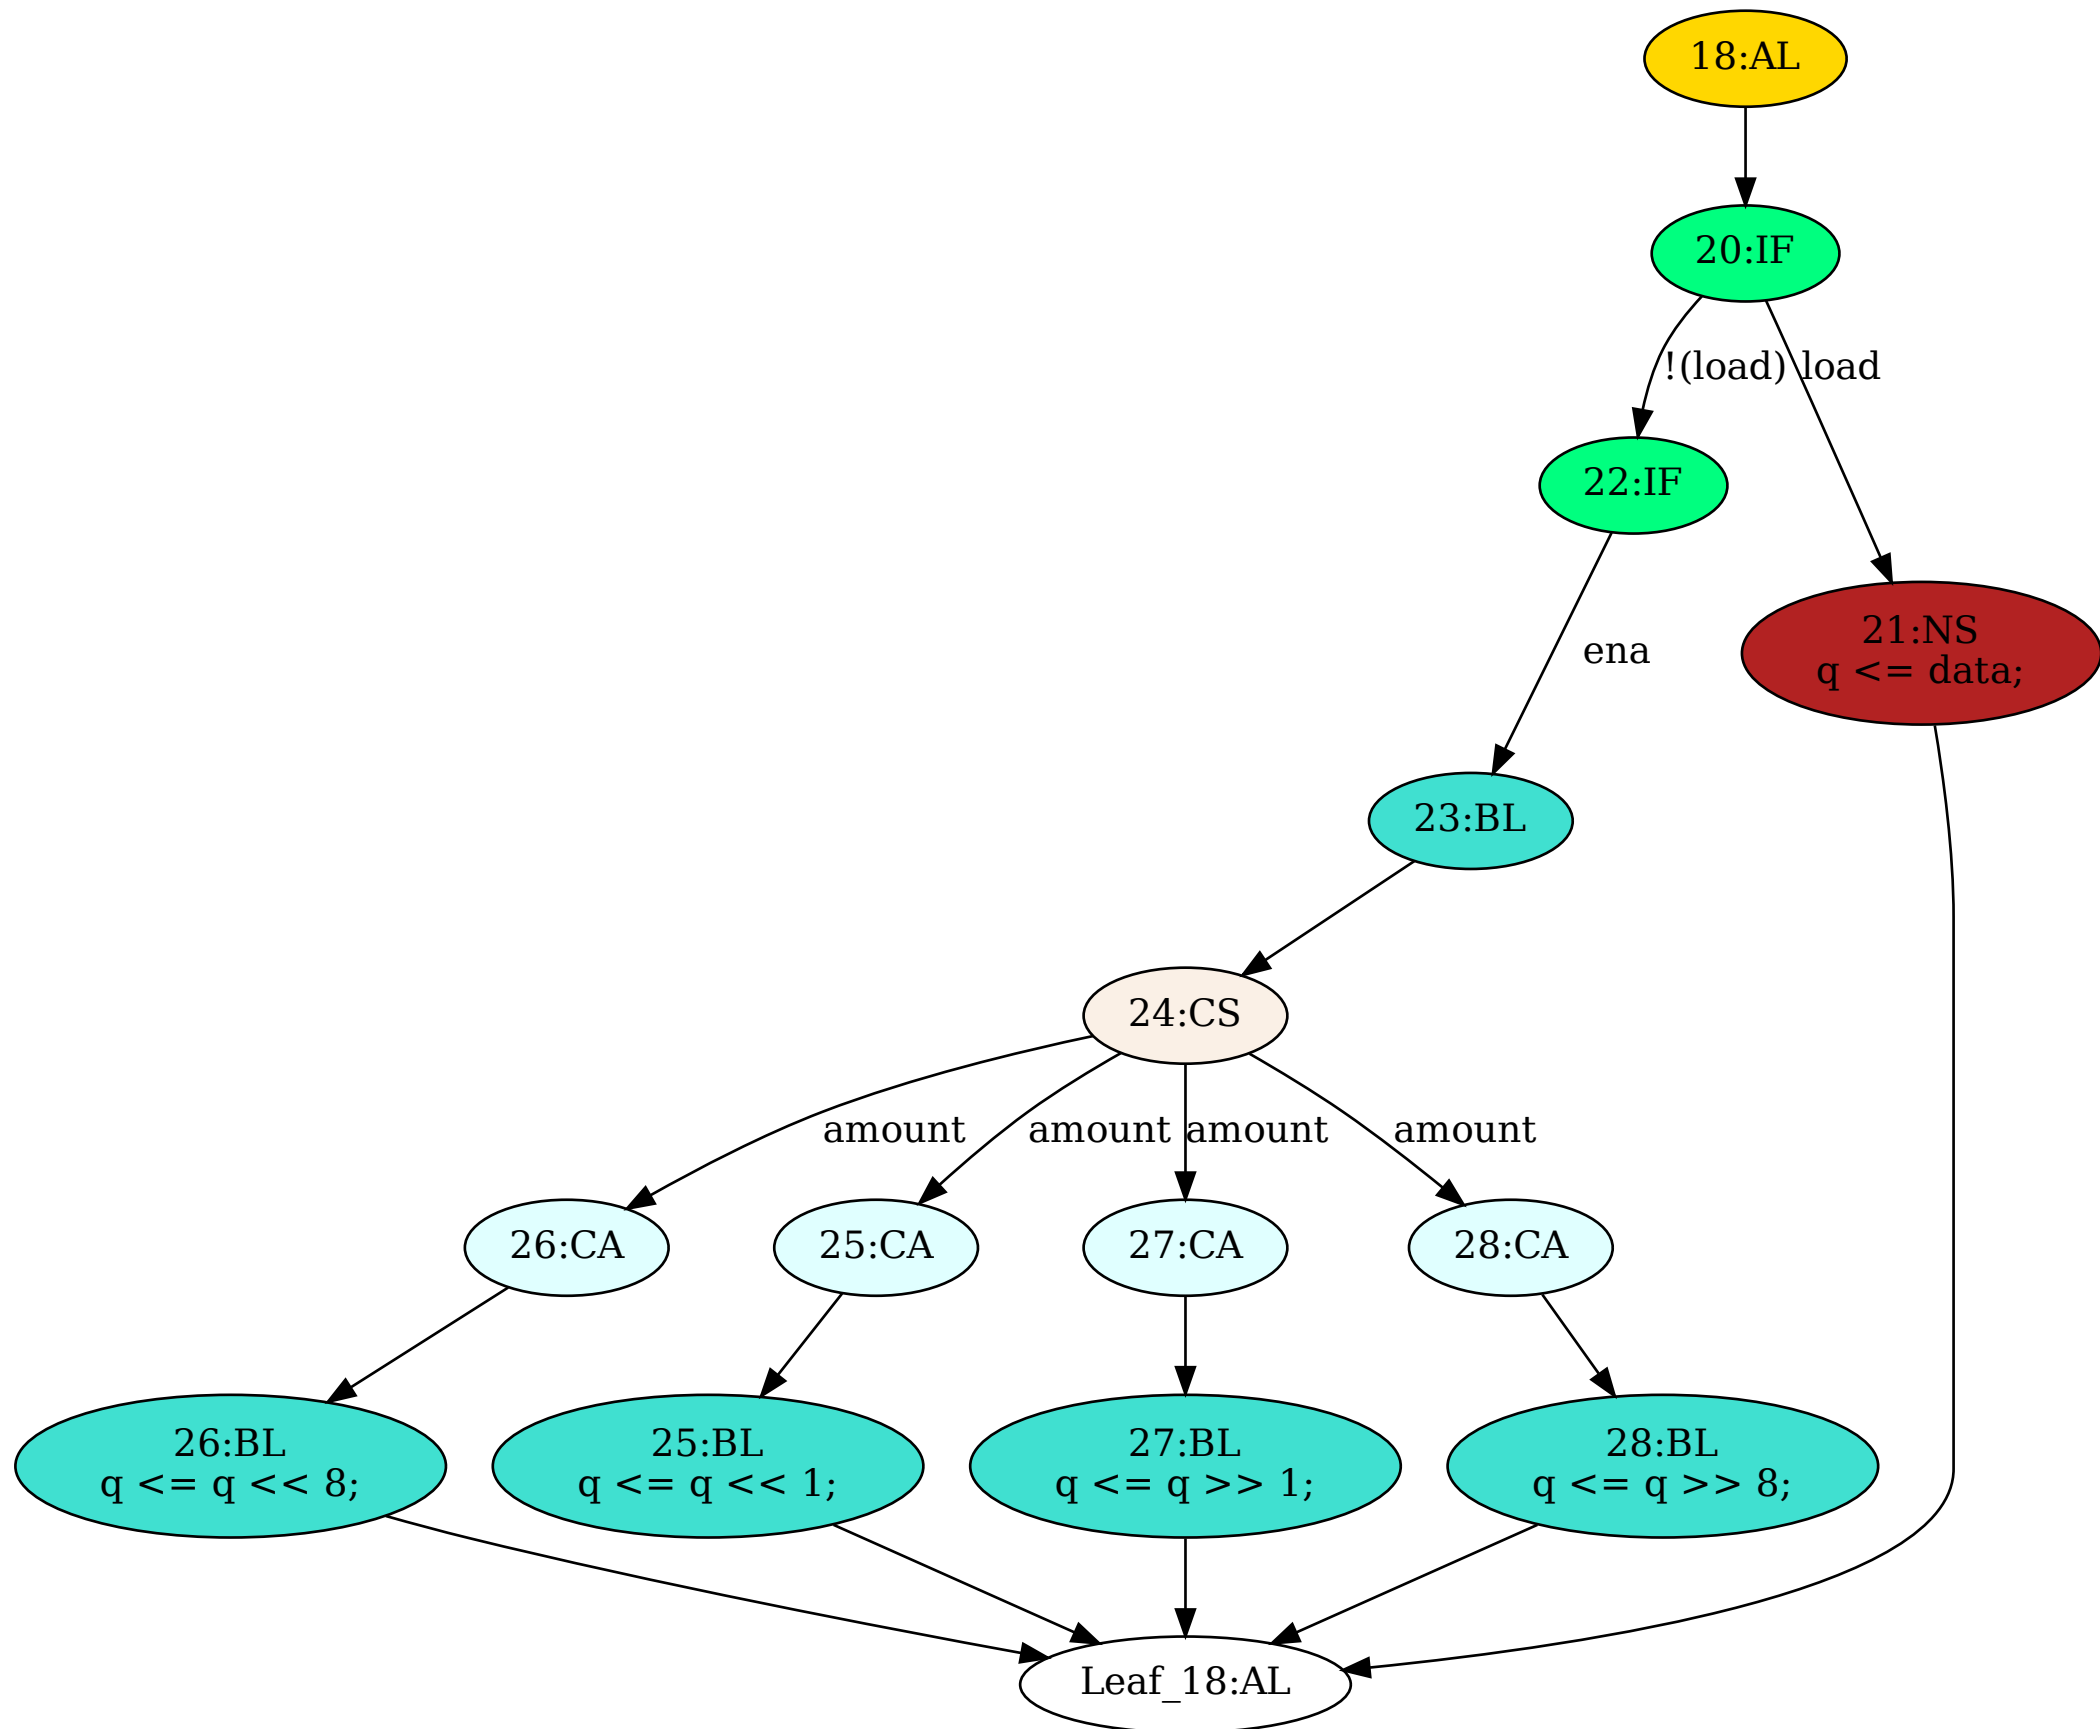 18:AL
20:IF
!(load)
load
22:IF
21:NS
q <= data;
ena
23:BL
24:CS
amount
amount
amount
amount
26:CA
25:CA
27:CA
28:CA
26:BL
q <= q << 8;
25:BL
q <= q << 1;
27:BL
q <= q >> 1;
28:BL
q <= q >> 8;
Leaf_18:AL